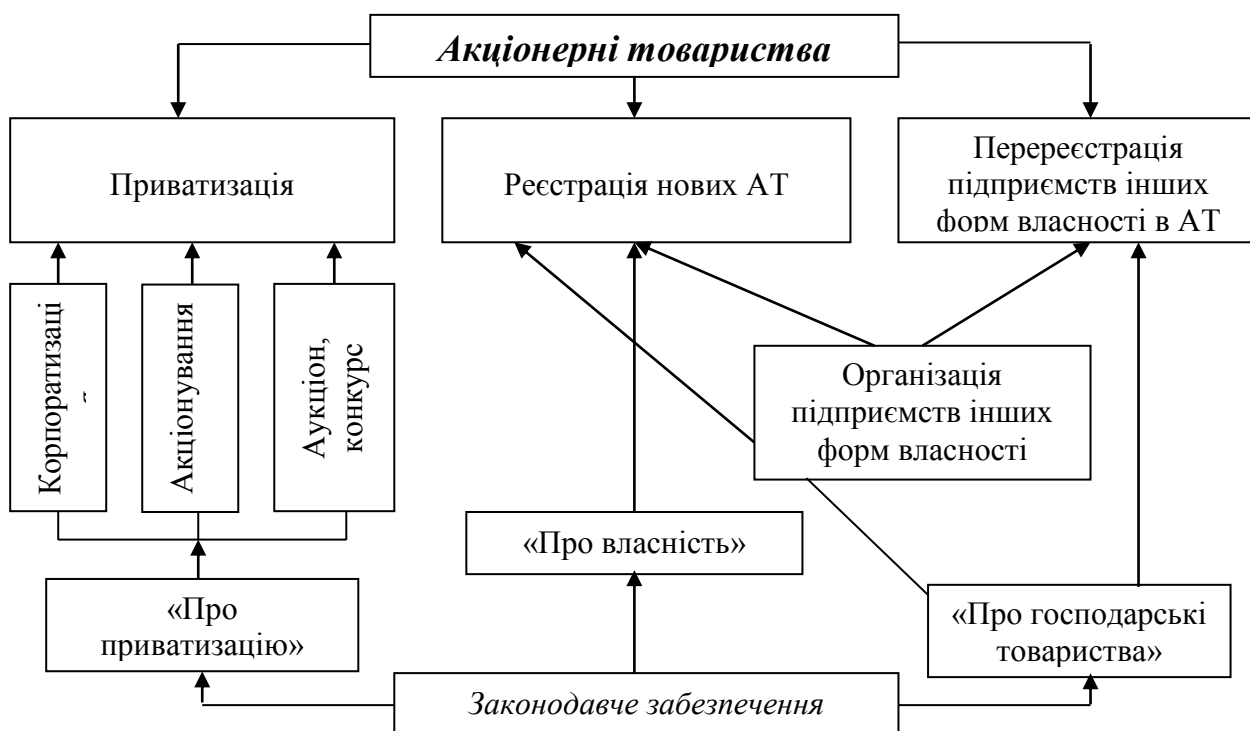 Акціонерні товариства
Приватизація
Реєстрація нових АТ
Перереєстрація
підприємств інших
форм власності в АТ
Корпоратизаці
я
Акціонування
Аукціон,
конкурс
Організація
підприємств інших
форм власності
«Про власність»
«Про
приватизацію»
«Про господарські
товариства»
Законодавче забезпечення